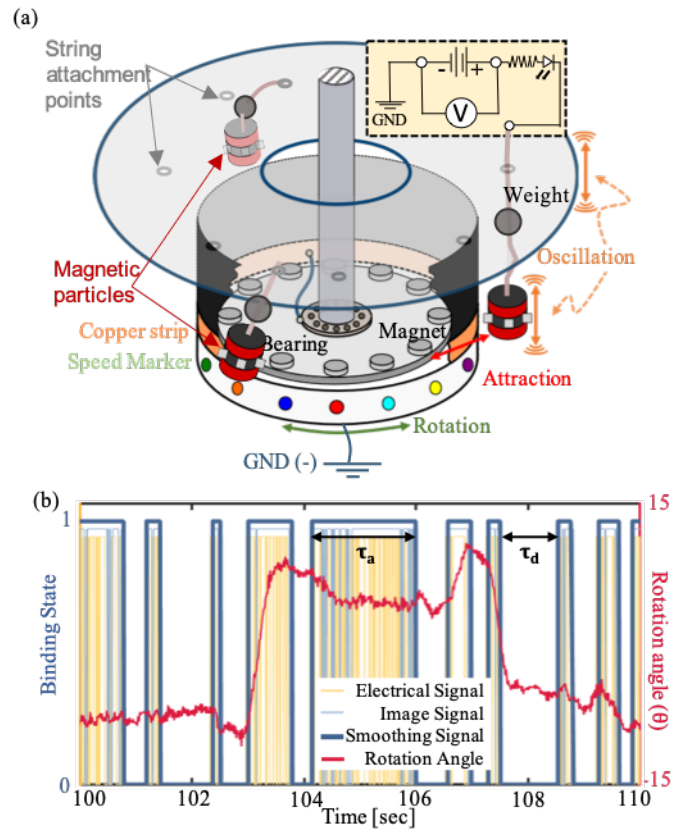 (a)
String
attachment
points
- +
V
GND
Weight
Oscillation
Magnetic
particles
Copper strip
Speed Marker
Bearing
Magnet
Attraction
Rotation
GND (-)
(b)
1
15
τa
τd
Binding State
Rotation angle (θ)
Electrical Signal
Image Signal
Smoothing Signal
Rotation Angle
0
-15
100 102 104 106 108 110
Time [sec]